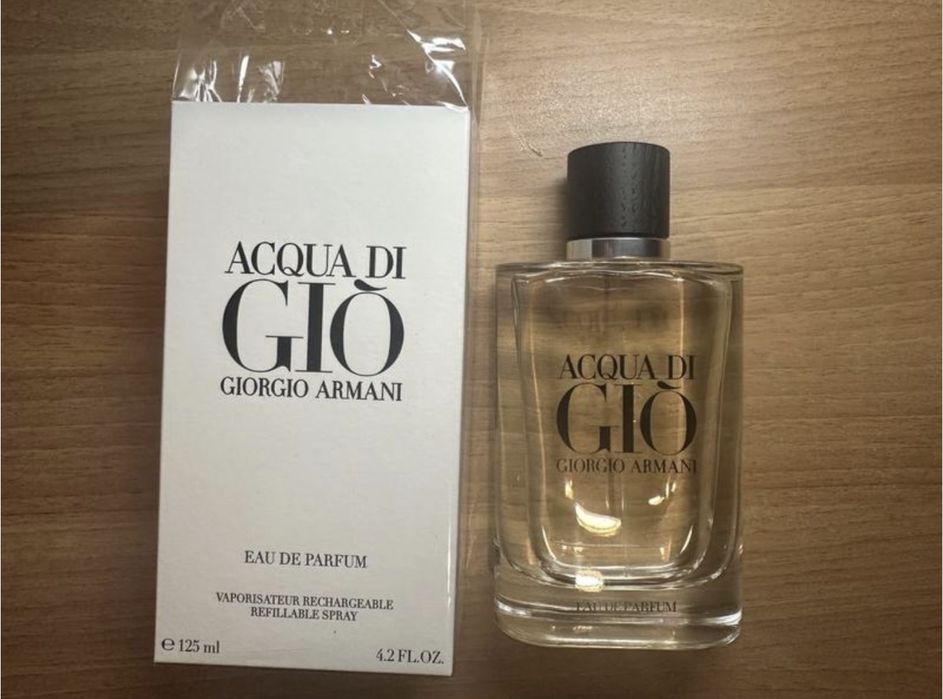 ACQUA DI
GIÒ
GIORGIO ARMANI
EAU DE PARFUM
VAPORISATEUR RECHARGEABLE
REFILLABLE SPRAY
℮ 125 ml
4.2 FL.OZ.
ACQUA DI
GIÒ
GIORGIO ARMANI
EAU DE PARFUM